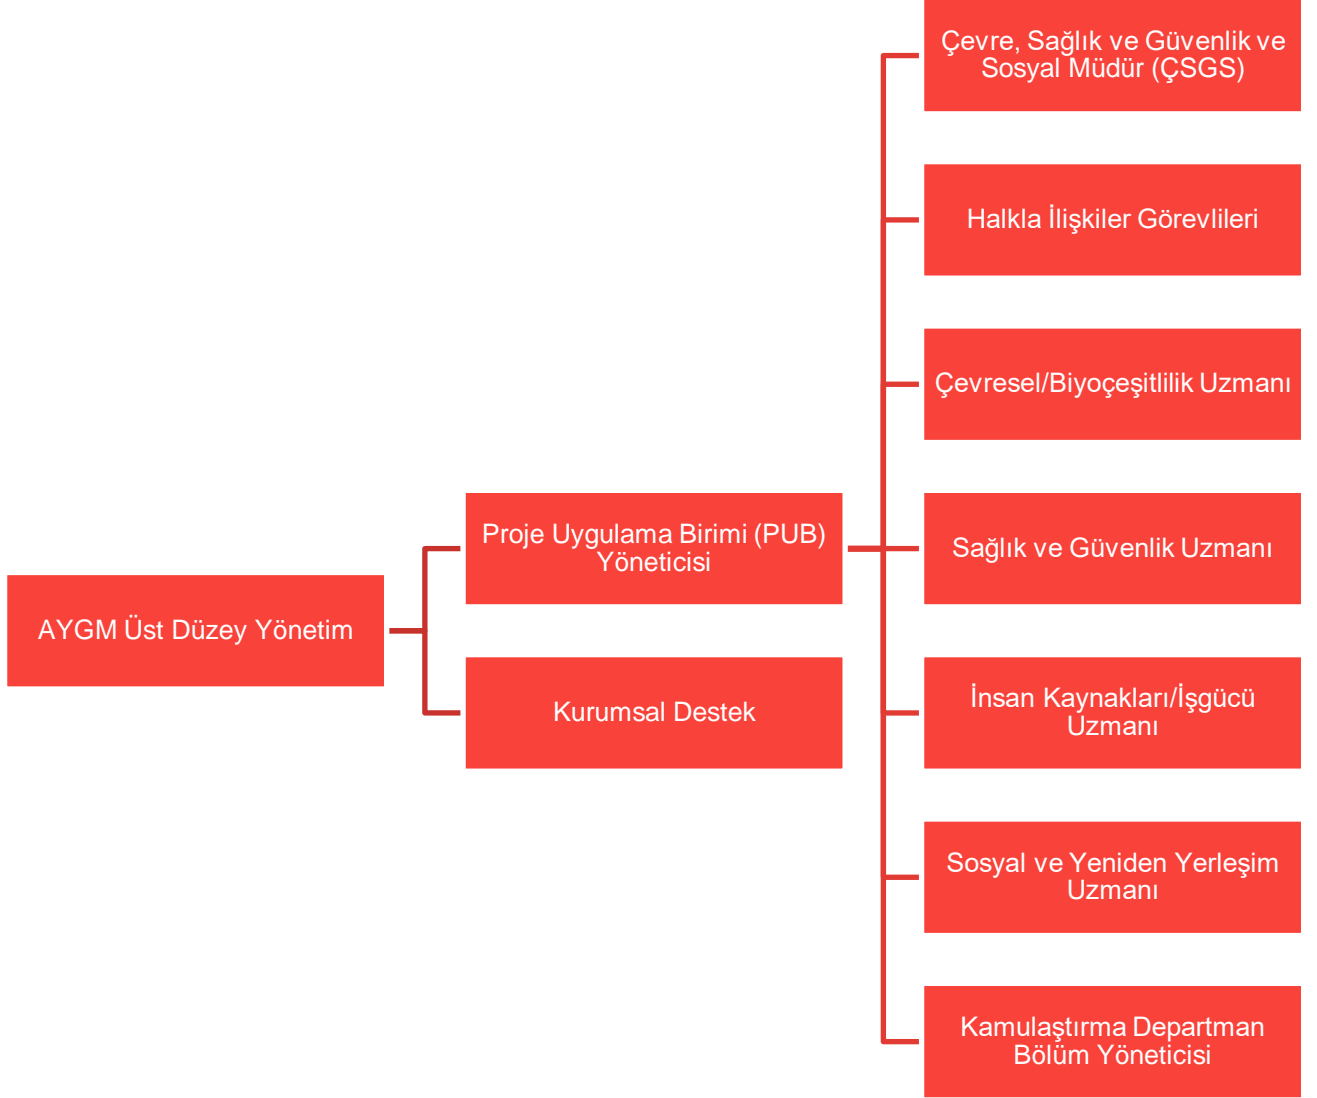 AYGM Üst Düzey Yönetim
Proje Uygulama Birimi (PUB)
Yöneticisi
Kurumsal Destek
Çevre, Sağlık ve Güvenlik ve
Sosyal Müdür (ÇSGS)
Halkla İlişkiler Görevlileri
Çevresel/Biyoçeşitlilik Uzmanı
Sağlık ve Güvenlik Uzmanı
İnsan Kaynakları/İşgücü
Uzmanı
Sosyal ve Yeniden Yerleşim
Uzmanı
Kamulaştırma Departman
Bölüm Yöneticisi